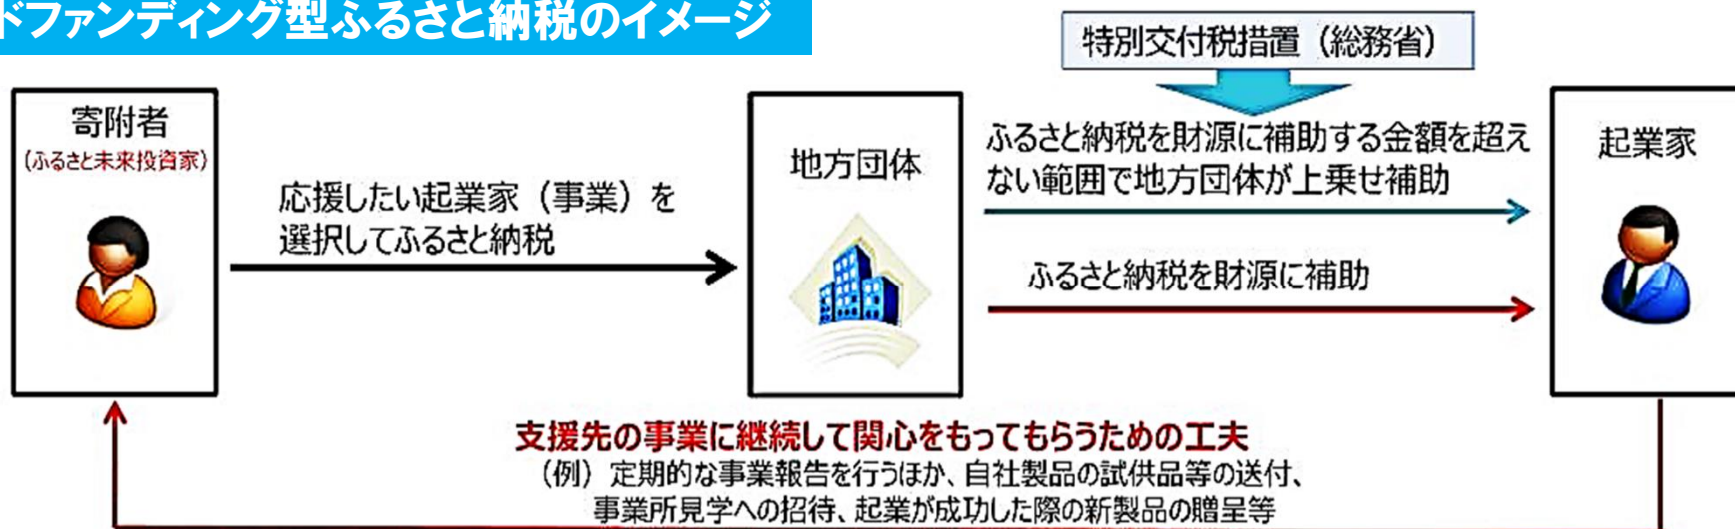 ドファンディング型ふるさと納税のイメージ
特別交付税措置（総務省）
寄附者
（ふるさと未来投資家）
応援したい起業家（事業）を
選択してふるさと納税
地方団体
ふるさと納税を財源に補助する金額を超え
ない範囲で地方団体が上乗せ補助
ふるさと納税を財源に補助
起業家
支援先の事業に継続して関心をもってもらうための工夫
（例）定期的な事業報告を行うほか、自社製品の試供品等の送付、
事業所見学への招待、起業が成功した際の新製品の贈呈等